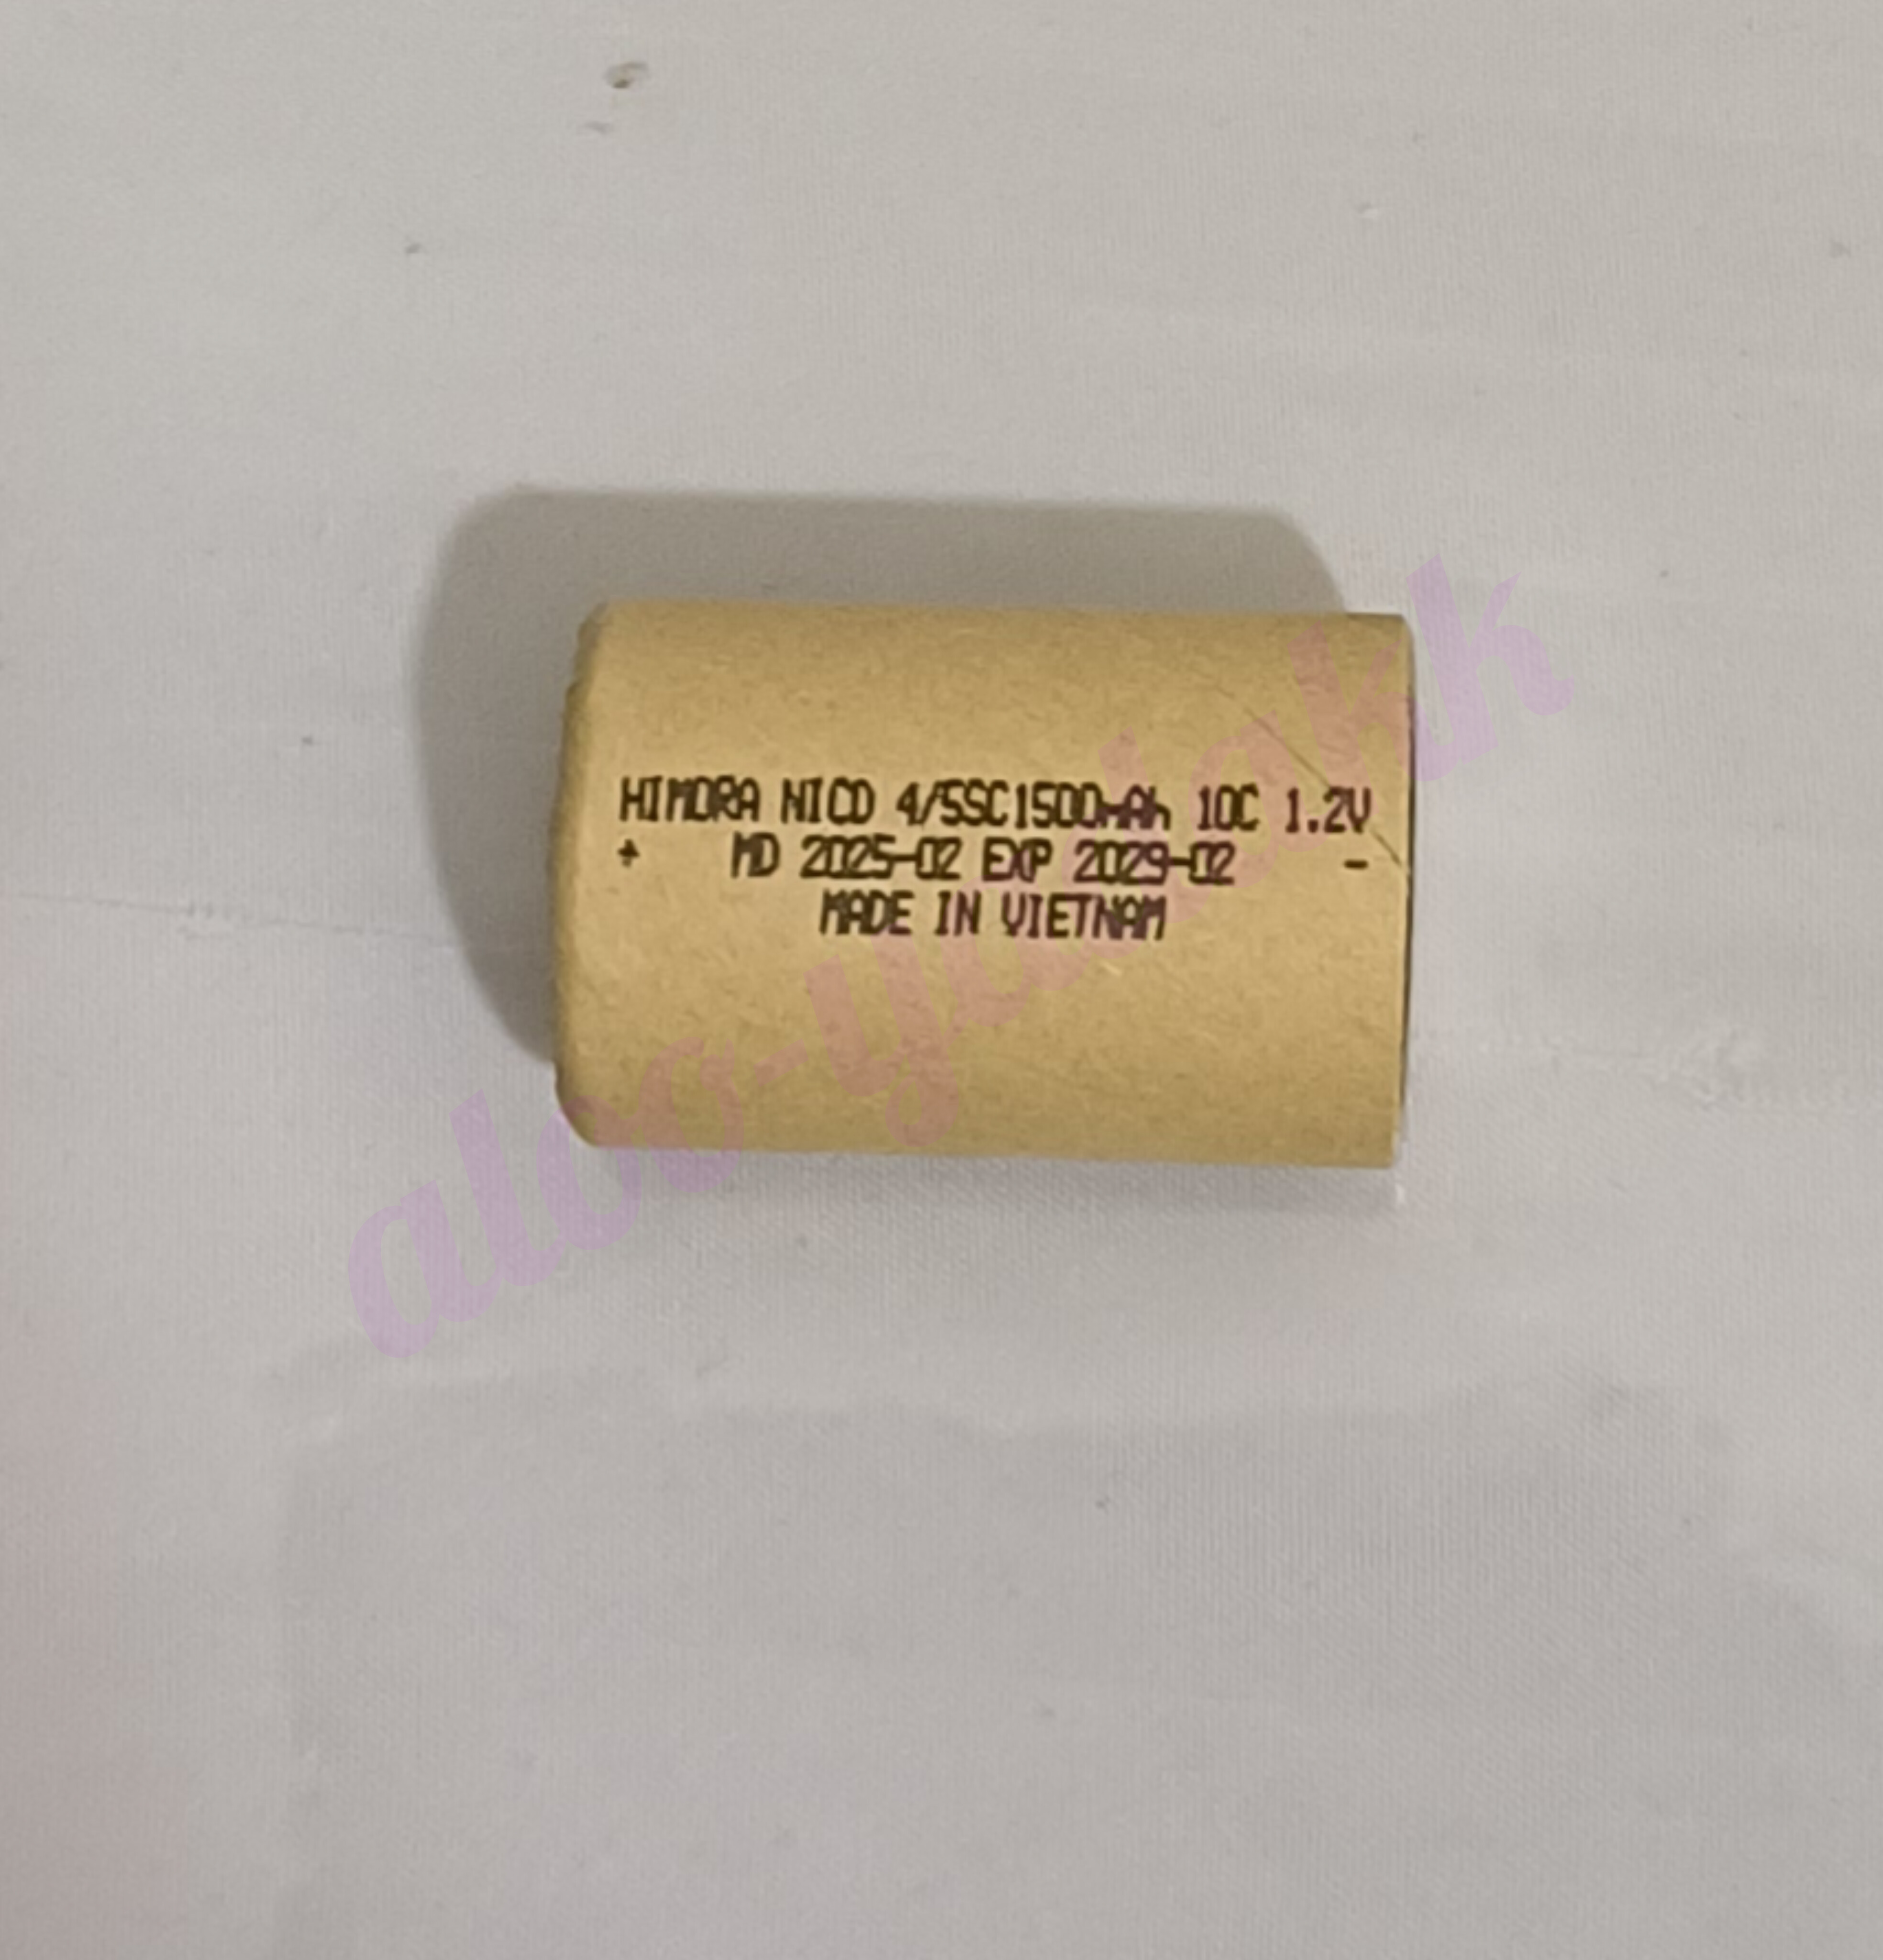 HIMORA NICD 4/5SC1500mAh 10C 1.2V
+ MD 2025-02 EXP 2029-02 -
MADE IN VIETNAM